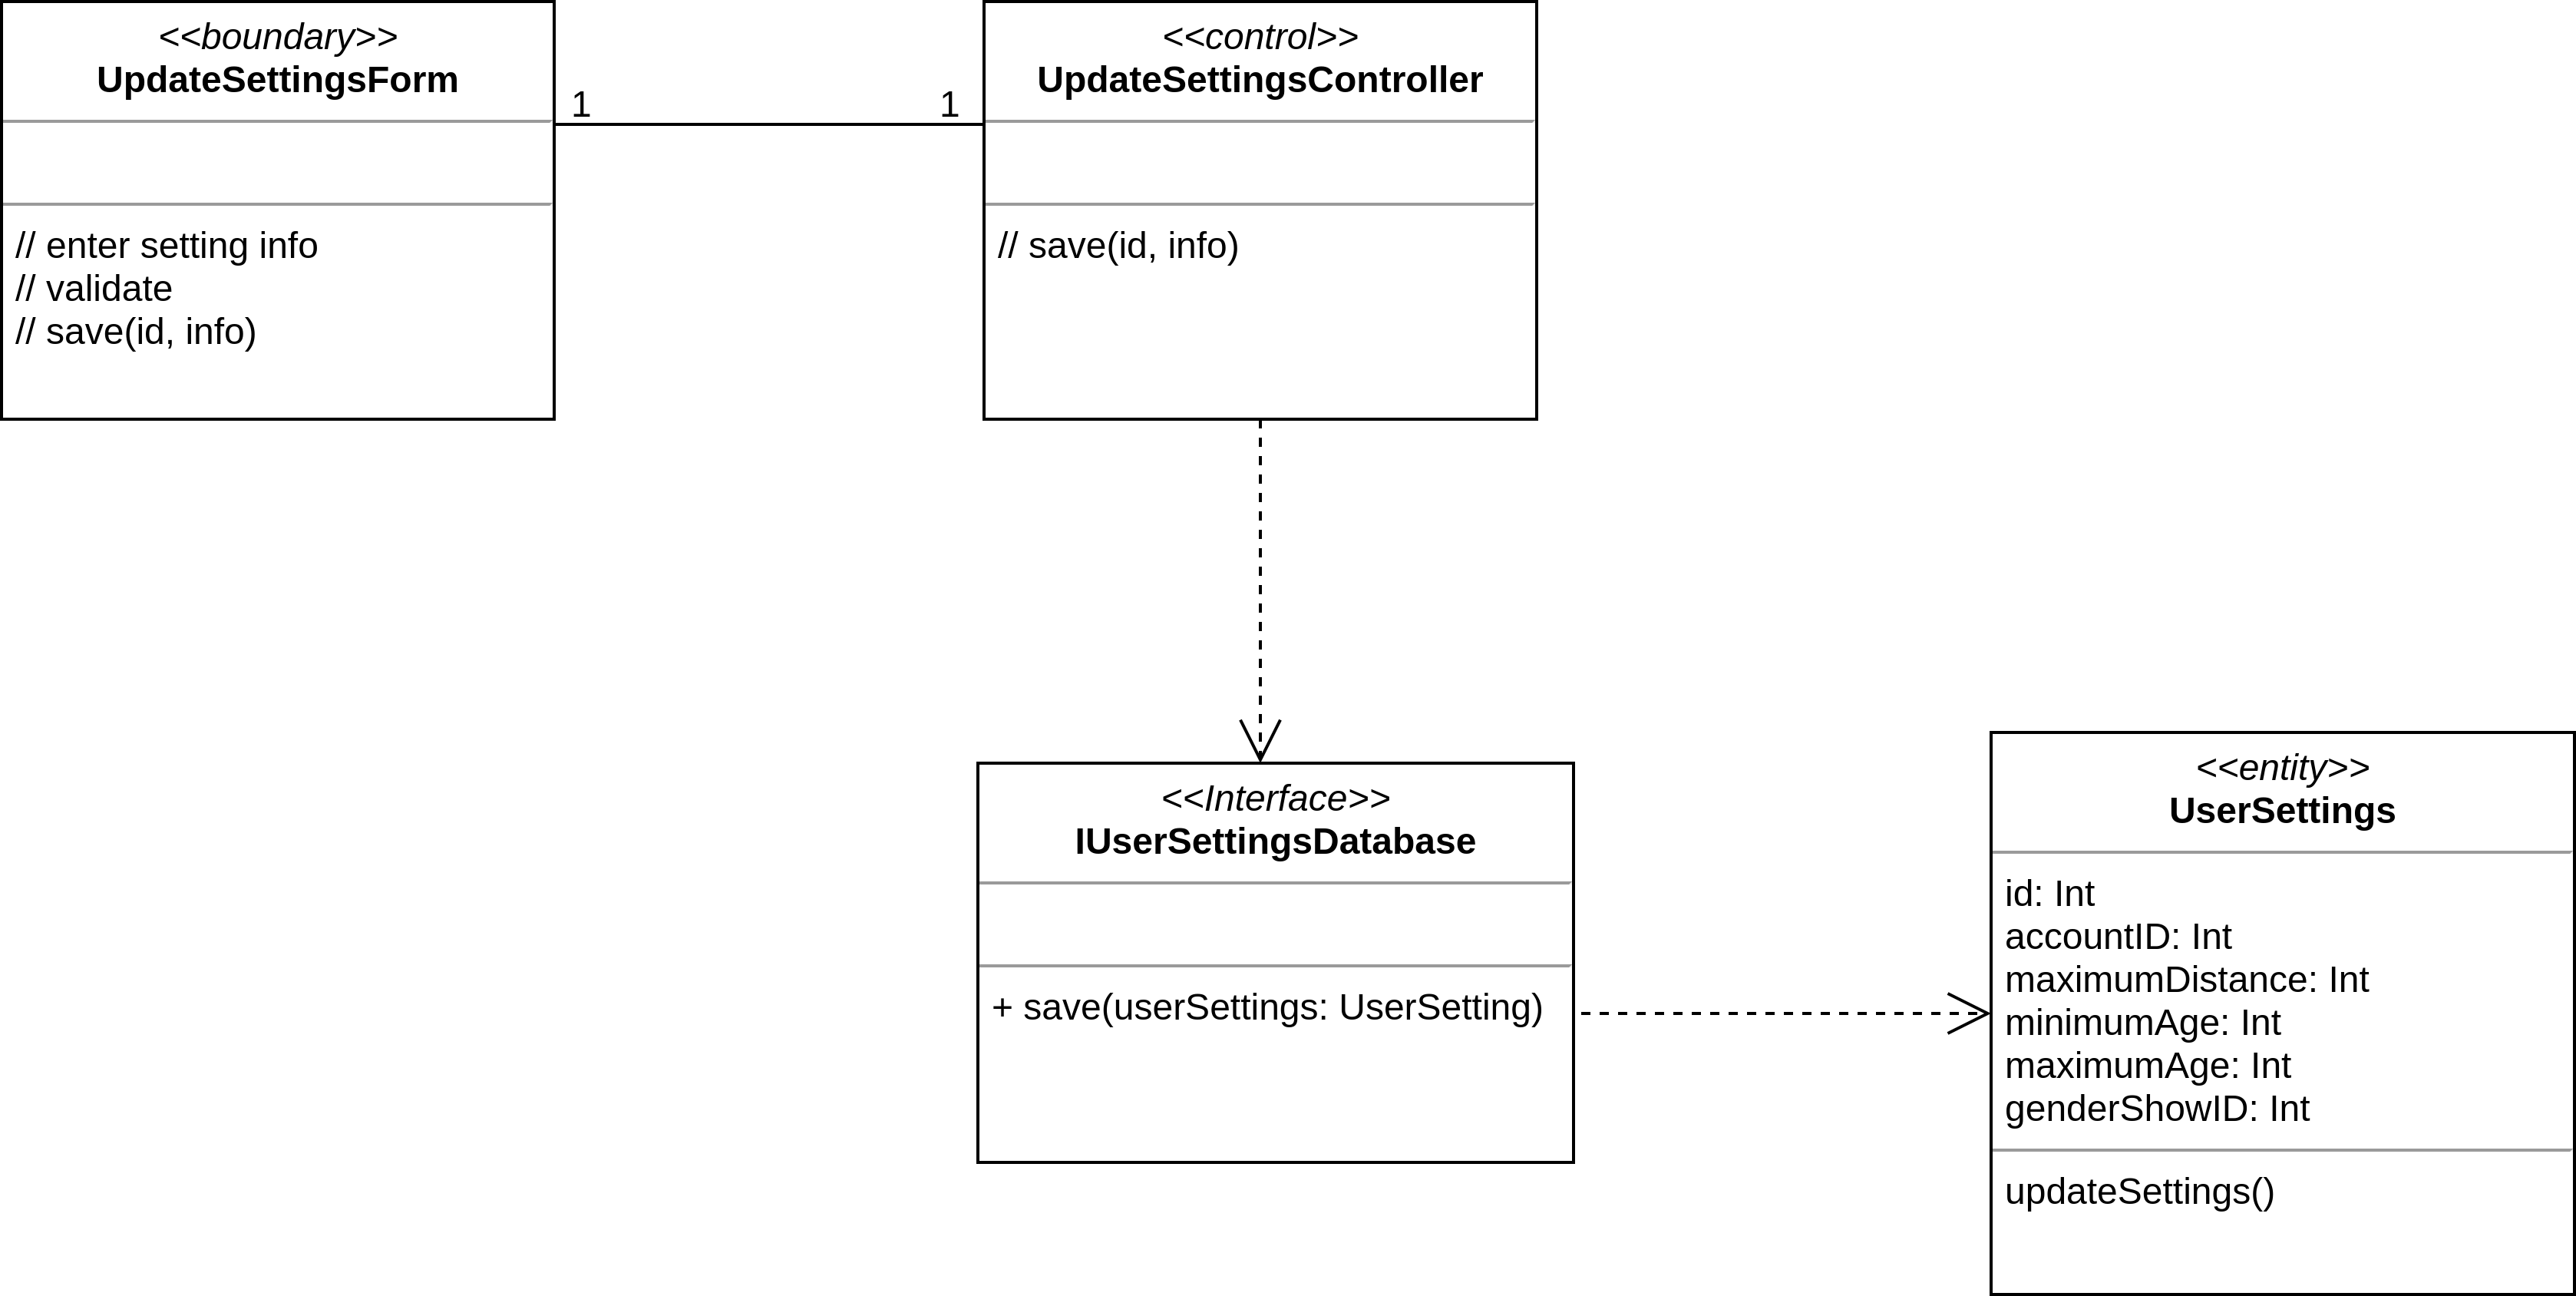 <<boundary>>
UpdateSettingsForm
// enter setting info
// validate
// save(id, info)
1
1
<<control>>
UpdateSettingsController
// save(id, info)
<<Interface>>
IUserSettingsDatabase
+ save(userSettings: UserSetting)
<<entity>>
UserSettings
id: Int
accountID: Int
maximumDistance: Int
minimumAge: Int
maximumAge: Int
genderShowID: Int
updateSettings()